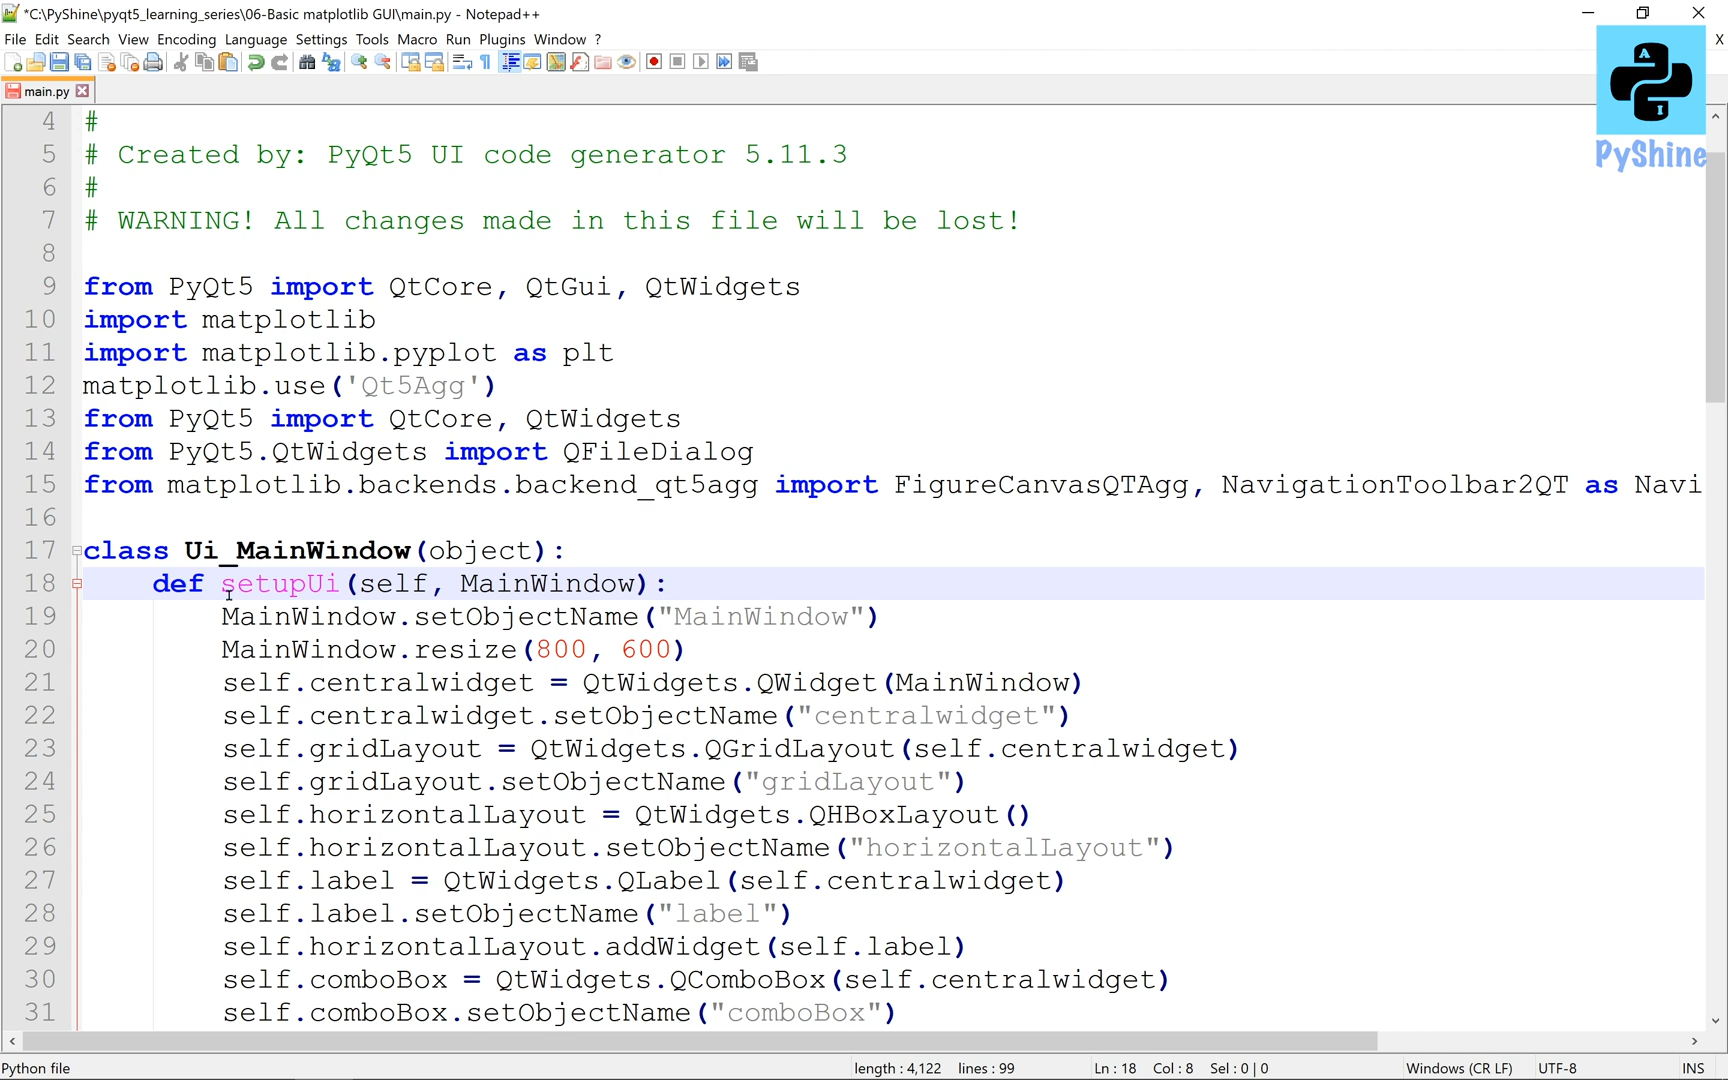 *C:\PyShine\pyqt5_learning_series\06-Basic matplotlib GUI\main.py - Notepad++
File Edit Search View Encoding Language Settings Tools Macro Run Plugins Window ?
X
main.py
A
I
PyShine
4 #
5 # Created by: PyQt5 UI code generator 5.11.3
6 #
7 # WARNING! All changes made in this file will be lost!
8
9 from PyQt5 import QtCore, QtGui, QtWidgets
10 import matplotlib
11 import matplotlib.pyplot as plt
12 matplotlib.use('Qt5Agg')
13 from PyQt5 import QtCore, QtWidgets
14 from PyQt5.QtWidgets import QFileDialog
15 from matplotlib.backends.backend_qt5agg import FigureCanvasQTAgg, NavigationToolbar2QT as Navi
16
17 class Ui_MainWindow(object):
18 def setupUi(self, MainWindow):
19 MainWindow.setObjectName("MainWindow")
20 MainWindow.resize(800, 600)
21 self.centralwidget = QtWidgets.QWidget(MainWindow)
22 self.centralwidget.setObjectName("centralwidget")
23 self.gridLayout = QtWidgets.QGridLayout(self.centralwidget)
24 self.gridLayout.setObjectName("gridLayout")
25 self.horizontalLayout = QtWidgets.QHBoxLayout()
26 self.horizontalLayout.setObjectName("horizontalLayout")
27 self.label = QtWidgets.QLabel(self.centralwidget)
28 self.label.setObjectName("label")
29 self.horizontalLayout.addWidget(self.label)
30 self.comboBox = QtWidgets.QComboBox(self.centralwidget)
31 self.comboBox.setObjectName("comboBox")
Python file length : 4,122 lines : 99 Ln : 18 Col : 8 Sel : 0 | 0 Windows (CR LF) UTF-8 INS